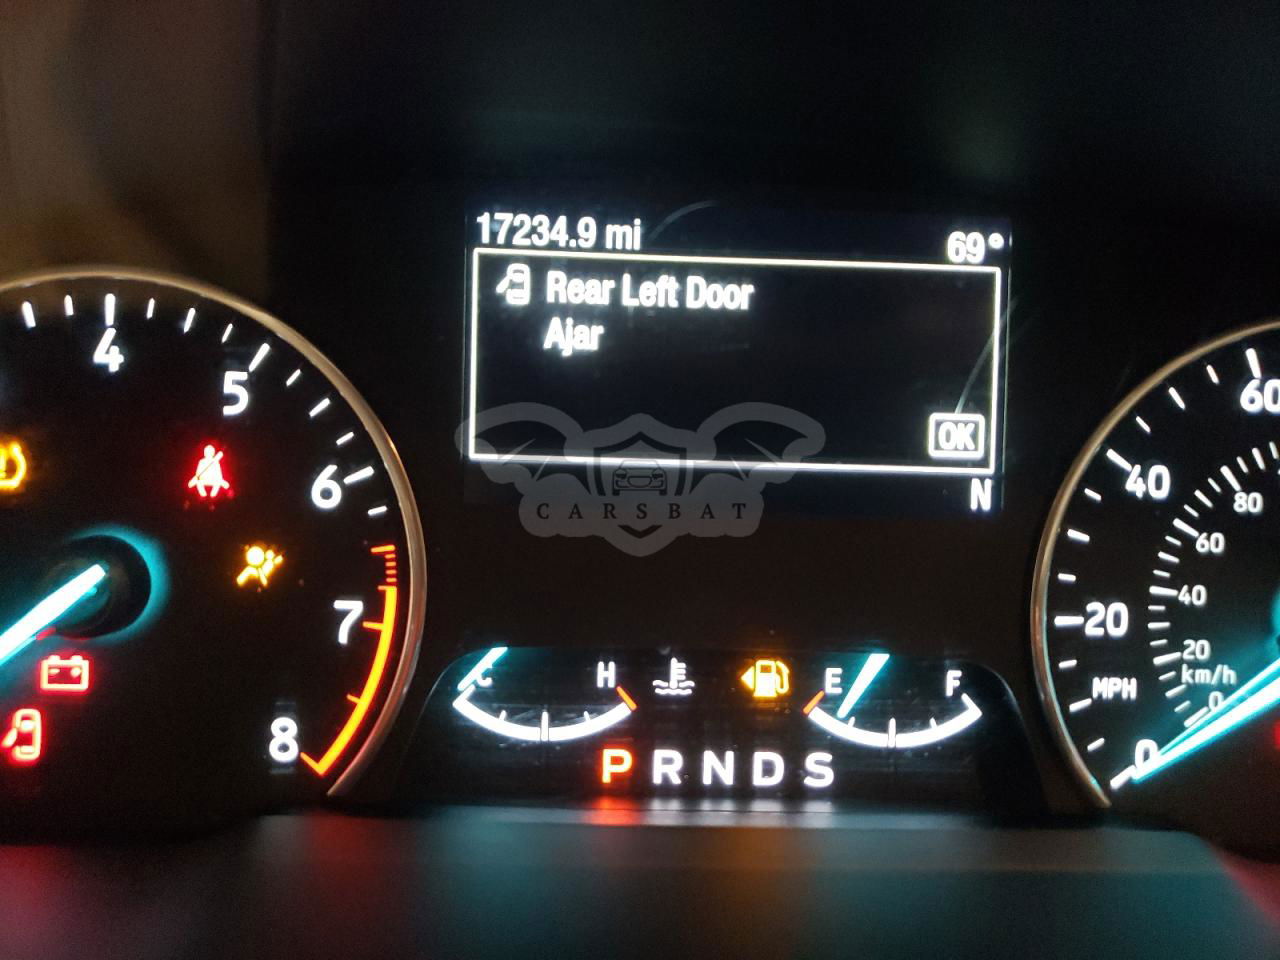 17234.9 mi
69°
Rear Left Door
Ajar
OK
N
CARSBAT
4
5
6
7
8
C
H
E
F
P R N D S
60
40
20
0
MPH
80
60
40
20
km/h
0